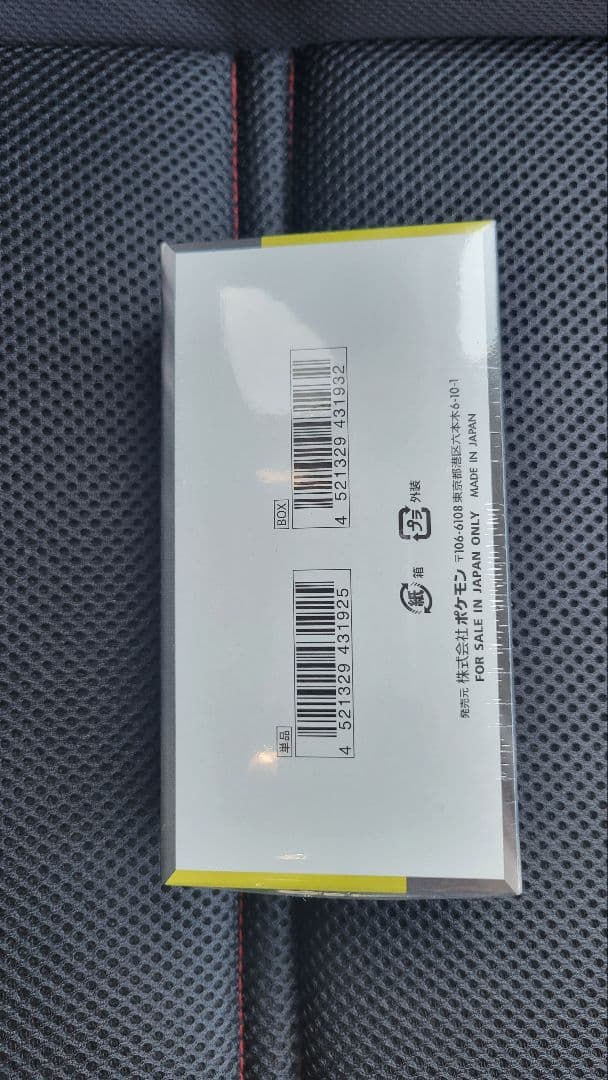 単品
4 521329 431925
BOX
4 521329 431932
紙 箱
プラ 外装
発売元 株式会社 ポケモン 〒106-6108 東京都港区六本木6-10-1
FOR SALE IN JAPAN ONLY MADE IN JAPAN